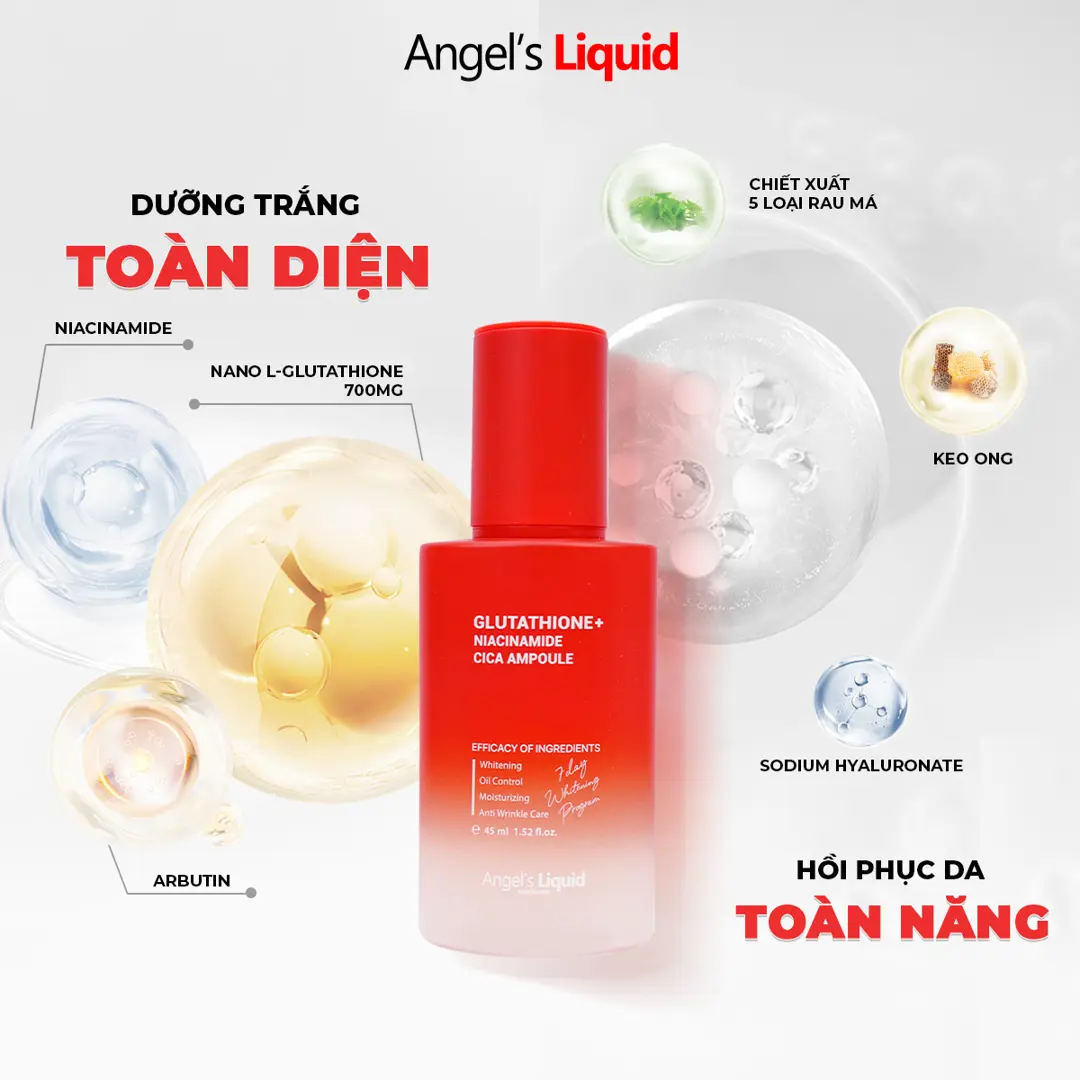 Angel's Liquid
DƯỠNG TRẮNG
TOÀN DIỆN
NIACINAMIDE
NANO L-GLUTATHIONE
700MG
ARBUTIN
CHIẾT XUẤT
5 LOẠI RAU MÁ
KEO ONG
SODIUM HYALURONATE
HỒI PHỤC DA
TOÀN NĂNG
GLUTATHIONE+
NIACINAMIDE
CICA AMPOULE
EFFICACY OF INGREDIENTS
Whitening
Oil Control
Moisturizing
Anti Wrinkle Care
7 day
Whitening
Program
℮ 45 ml 1.52 fl.oz.
Angel's Liquid